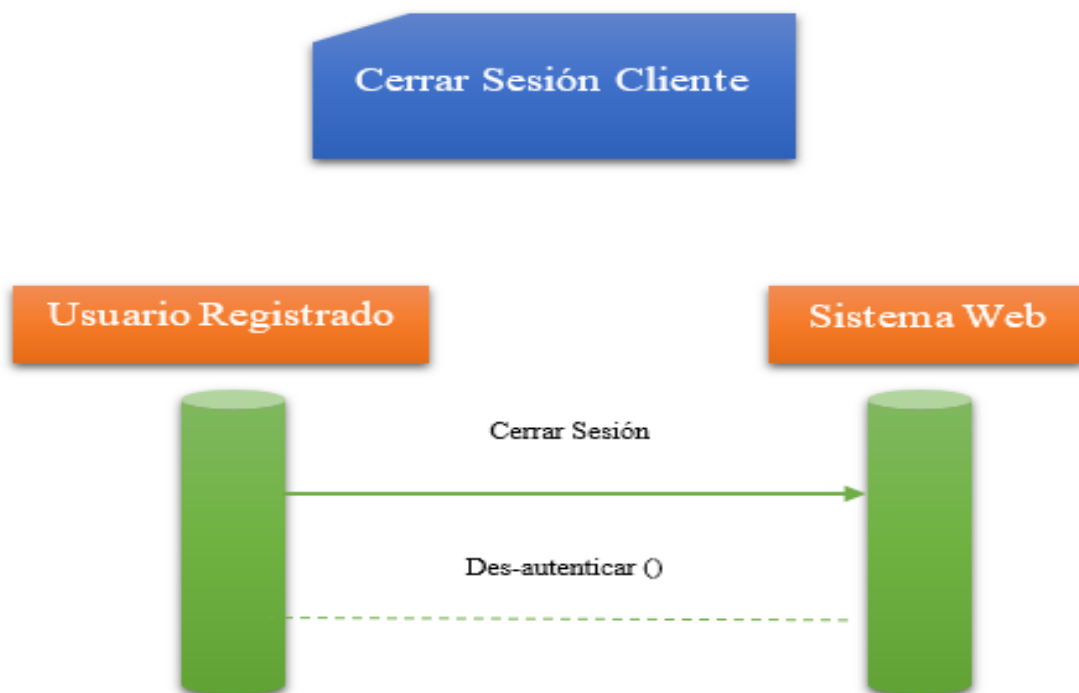 Cerrar Sesión Cliente
Usuario Registrado
Sistema Web
Cerrar Sesión
Des-autenticar ()